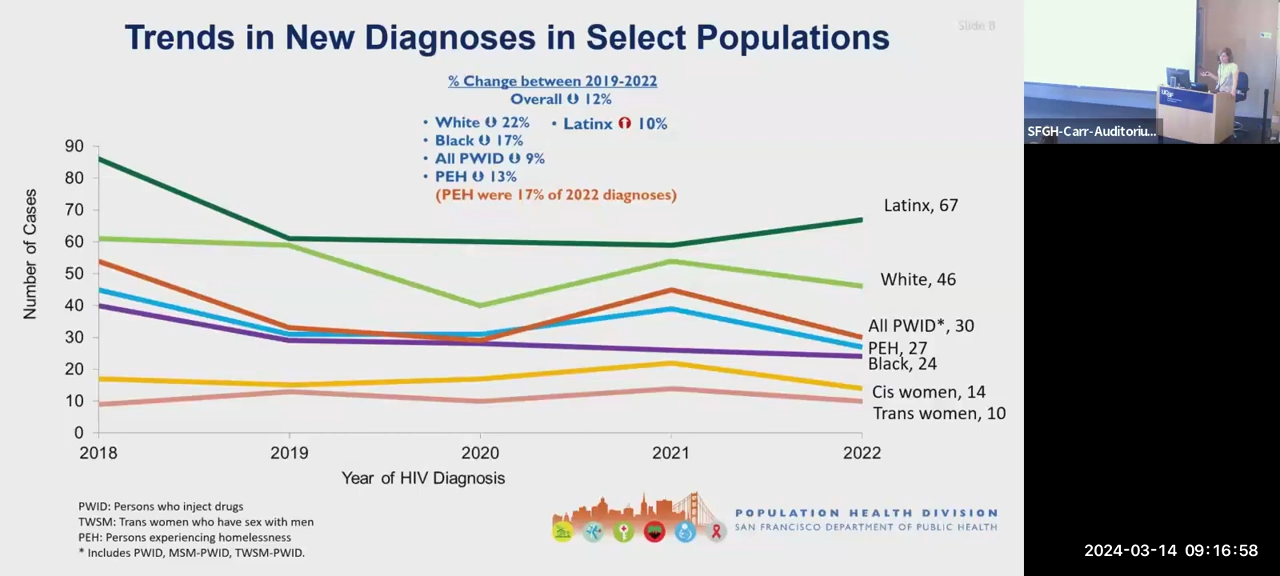 Trends in New Diagnoses in Select Populations
Slide 8
% Change between 2019-2022
Overall 12%
• White 22% • Latinx 10%
• Black 17%
• All PWID 9%
• PEH 13%
(PEH were 17% of 2022 diagnoses)
Number of Cases
90
80
70
60
50
40
30
20
10
0
Latinx, 67
White, 46
All PWID*, 30
PEH, 27
Black, 24
Cis women, 14
Trans women, 10
2018 2019 2020 2021 2022
Year of HIV Diagnosis
PWID: Persons who inject drugs
TWSM: Trans women who have sex with men
PEH: Persons experiencing homelessness
* Includes PWID, MSM-PWID, TWSM-PWID.
POPULATION HEALTH DIVISION
SAN FRANCISCO DEPARTMENT OF PUBLIC HEALTH
UCSF
SFGH-Carr-Auditoriu...
2024-03-14 09:16:58